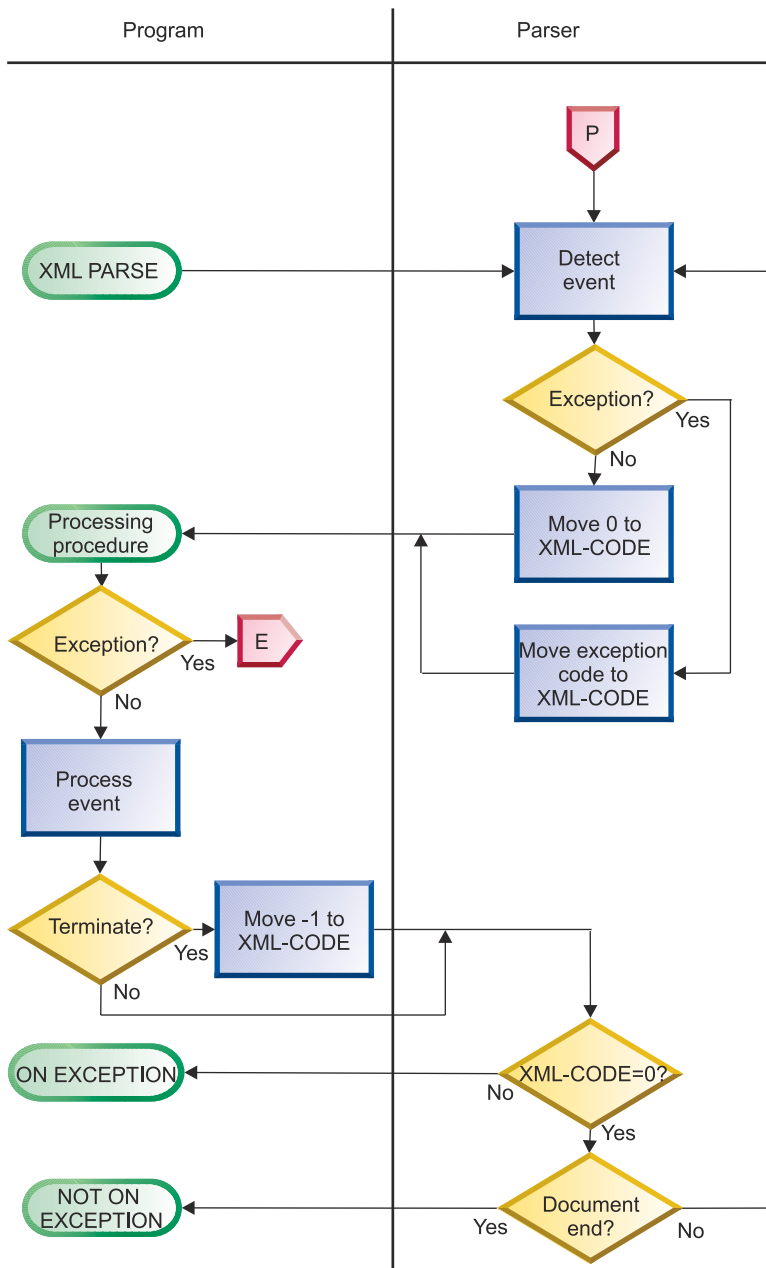 Program
Parser
P
XML PARSE
Detect
event
Exception?
Yes
No
Processing
procedure
Move 0 to
XML-CODE
Exception?
Yes
E
No
Move exception
code to
XML-CODE
Process
event
Terminate?
Yes
Move -1 to
XML-CODE
No
ON EXCEPTION
XML-CODE=0?
No
Yes
NOT ON
EXCEPTION
Document
end?
Yes
No